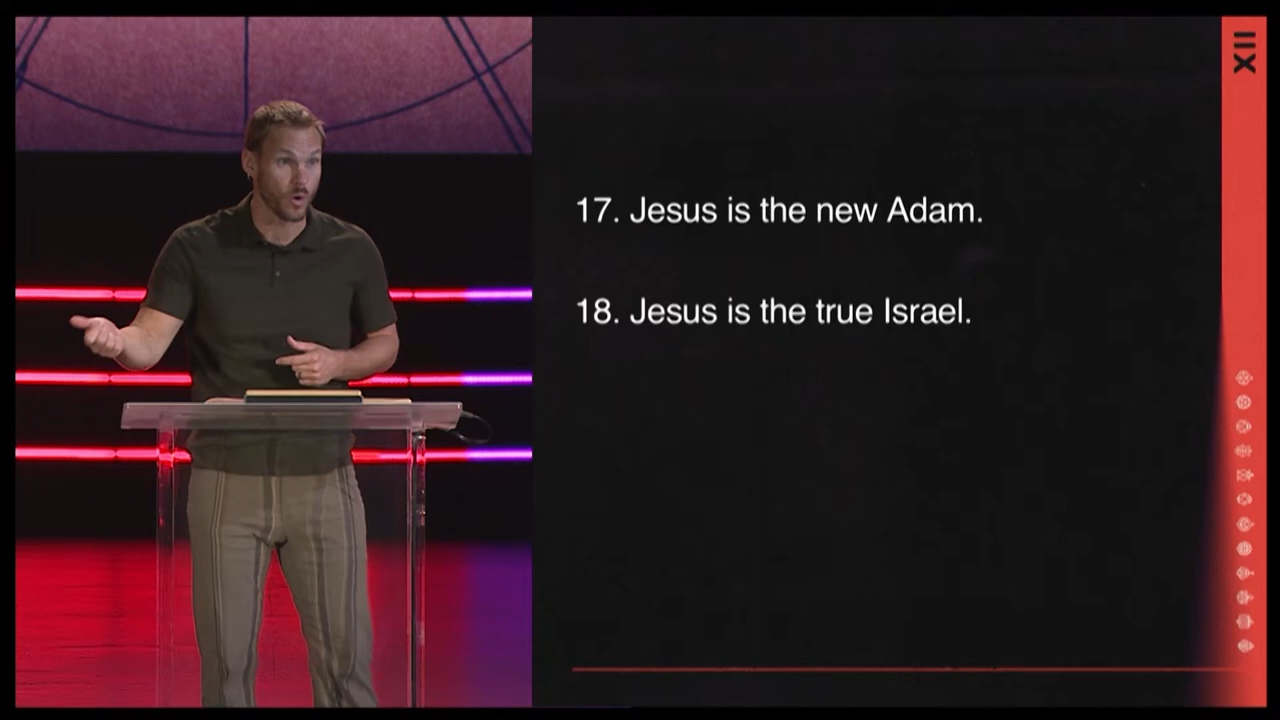 17. Jesus is the new Adam.
18. Jesus is the true Israel.
XII